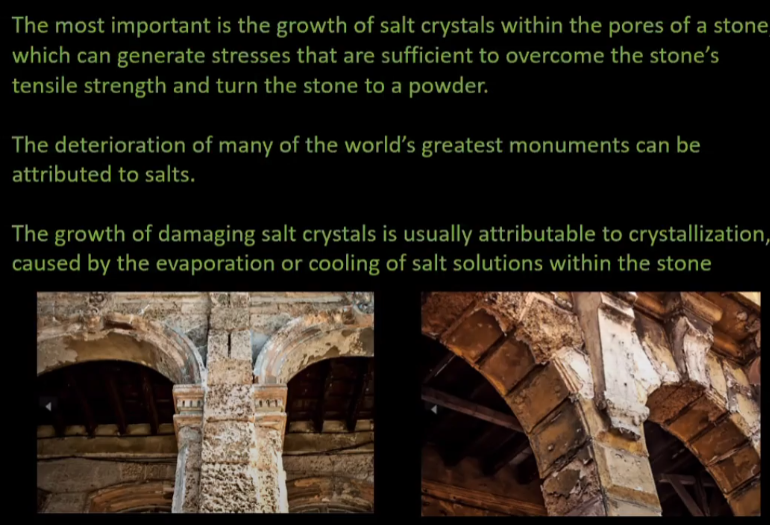 The most important is the growth of salt crystals within the pores of a stone
which can generate stresses that are sufficient to overcome the stone's
tensile strength and turn the stone to a powder.
The deterioration of many of the world's greatest monuments can be
attributed to salts.
The growth of damaging salt crystals is usually attributable to crystallization,
caused by the evaporation or cooling of salt solutions within the stone